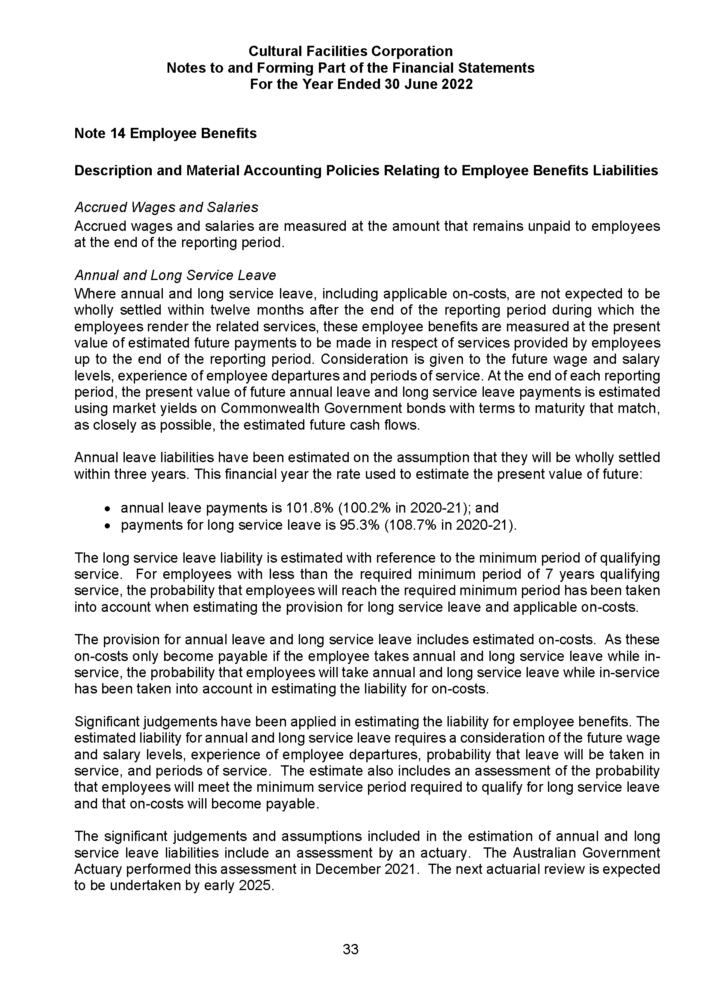 Cultural Facilities Corporation
Notes to and Forming Part of the Financial Statements
For the Year Ended 30 June 2022
Note 14 Employee Benefits
Description and Material Accounting Policies Relating to Employee Benefits Liabilities
Accrued Wages and Salaries
Accrued wages and salaries are measured at the amount that remains unpaid to employees
at the end of the reporting period.
Annual and Long Service Leave
Where annual and long service leave, including applicable on-costs, are not expected to be
wholly settled within twelve months after the end of the reporting period during which the
employees render the related services, these employee benefits are measured at the present
value of estimated future payments to be made in respect of services provided by employees
up to the end of the reporting period. Consideration is given to the future wage and salary
levels, experience of employee departures and periods of service. At the end of each reporting
period, the present value of future annual leave and long service leave payments is estimated
using market yields on Commonwealth Government bonds with terms to maturity that match,
as closely as possible, the estimated future cash flows.
Annual leave liabilities have been estimated on the assumption that they will be wholly settled
within three years. This financial year the rate used to estimate the present value of future:
• annual leave payments is 101.8% (100.2% in 2020-21); and
• payments for long service leave is 95.3% (108.7% in 2020-21).
The long service leave liability is estimated with reference to the minimum period of qualifying
service. For employees with less than the required minimum period of 7 years qualifying
service, the probability that employees will reach the required minimum period has been taken
into account when estimating the provision for long service leave and applicable on-costs.
The provision for annual leave and long service leave includes estimated on-costs. As these
on-costs only become payable if the employee takes annual and long service leave while in-
service, the probability that employees will take annual and long service leave while in-service
has been taken into account in estimating the liability for on-costs.
Significant judgements have been applied in estimating the liability for employee benefits. The
estimated liability for annual and long service leave requires a consideration of the future wage
and salary levels, experience of employee departures, probability that leave will be taken in
service, and periods of service. The estimate also includes an assessment of the probability
that employees will meet the minimum service period required to qualify for long service leave
and that on-costs will become payable.
The significant judgements and assumptions included in the estimation of annual and long
service leave liabilities include an assessment by an actuary. The Australian Government
Actuary performed this assessment in December 2021. The next actuarial review is expected
to be undertaken by early 2025.
33